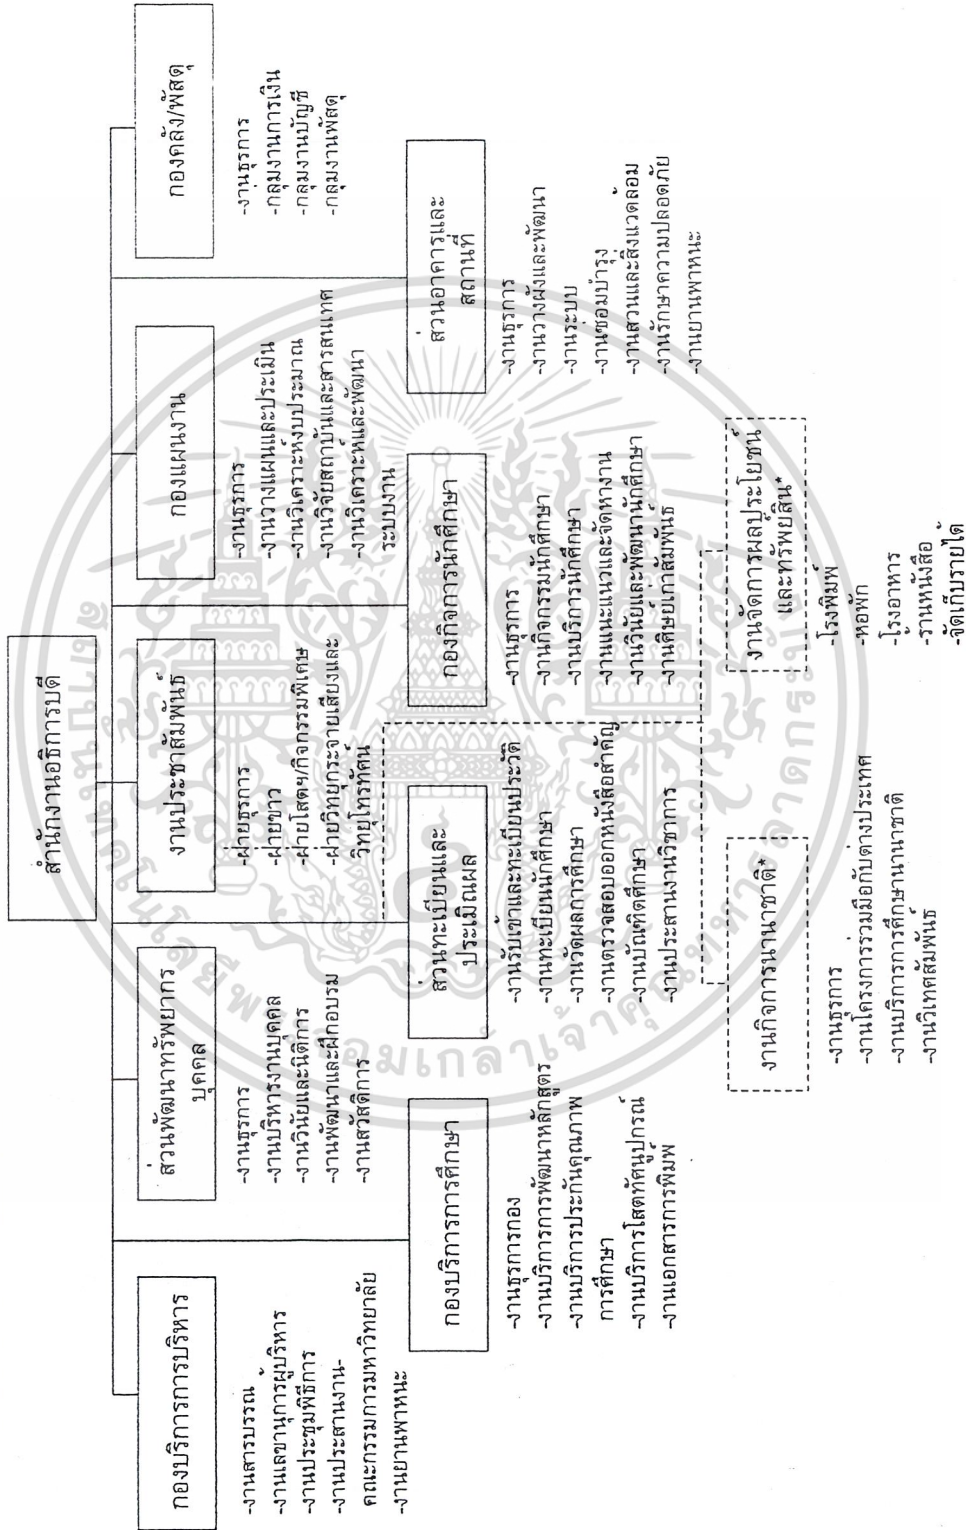 สำนักงานอธิการบดี
กองบริการการบริหาร
-งานสารบรรณ
-งานเลขานุการผู้บริหาร
-งานประชุมพิธีการ
-งานประสานงาน-
คณะกรรมการมหาวิทยาลัย
-งานยานพาหนะ
ส่วนพัฒนาทรัพยากร
บุคคล
-งานธุรการ
-งานบริหารงานบุคคล
-งานวินัยและนิติการ
-งานพัฒนาและฝึกอบรม
-งานสวัสดิการ
งานประชาสัมพันธ์
-ฝ่ายธุรการ
-ฝ่ายข่าว
-ฝ่ายโสตฯ/กิจกรรมพิเศษ
-ฝ่ายวิทยุกระจายเสียงและ
วิทยุโทรทัศน์
กองแผนงาน
-งานธุรการ
-งานวางแผนและประเมิน
-งานวิเคราะห์งบประมาณ
-งานวิจัยสถาบันและสารสนเทศ
-งานวิเคราะห์และพัฒนา
ระบบงาน
กองคลัง/พัสดุ
-งานธุรการ
-กลุ่มงานการเงิน
-กลุ่มงานบัญชี
-กลุ่มงานพัสดุ
กองบริการการศึกษา
-งานธุรการกอง
-งานบริการการพัฒนาหลักสูตร
-งานบริการประกันคุณภาพ
การศึกษา
-งานบริการโสตทัศนูปกรณ์
-งานเอกสารการพิมพ์
ส่วนทะเบียนและ
ประเมิณผล
-งานรับเข้าและทะเบียนประวัติ
-งานทะเบียนนักศึกษา
-งานวัดผลการศึกษา
-งานตรวจสอบออกหนังสือสำคัญ
-งานบัณฑิตศึกษา
-งานประสานงานวิชาการ
กองกิจการนักศึกษา
-งานธุรการ
-งานกิจกรรมนักศึกษา
-งานบริการนักศึกษา
-งานแนะแนวและจัดหางาน
-งานวินัยและพัฒนานักศึกษา
-งานศิษย์เก่าสัมพันธ์
ส่วนอาคารและ
สถานที่
-งานธุรการ
-งานวางผังและพัฒนา
-งานระบบ
-งานซ่อมบำรุง
-งานสวนและสิ่งแวดล้อม
-งานรักษาความปลอดภัย
-งานยานพาหนะ
งานกิจการนานาชาติ*
-งานธุรการ
-งานโครงการร่วมมือกับต่างประเทศ
-งานบริการการศึกษานานาชาติ
-งานวิเทศสัมพันธ์
งานจัดการผลประโยชน์
และทรัพย์สิน*
-โรงพิมพ์
-หอพัก
-โรงอาหาร
-ร้านหนังสือ
-จัดเก็บรายได้